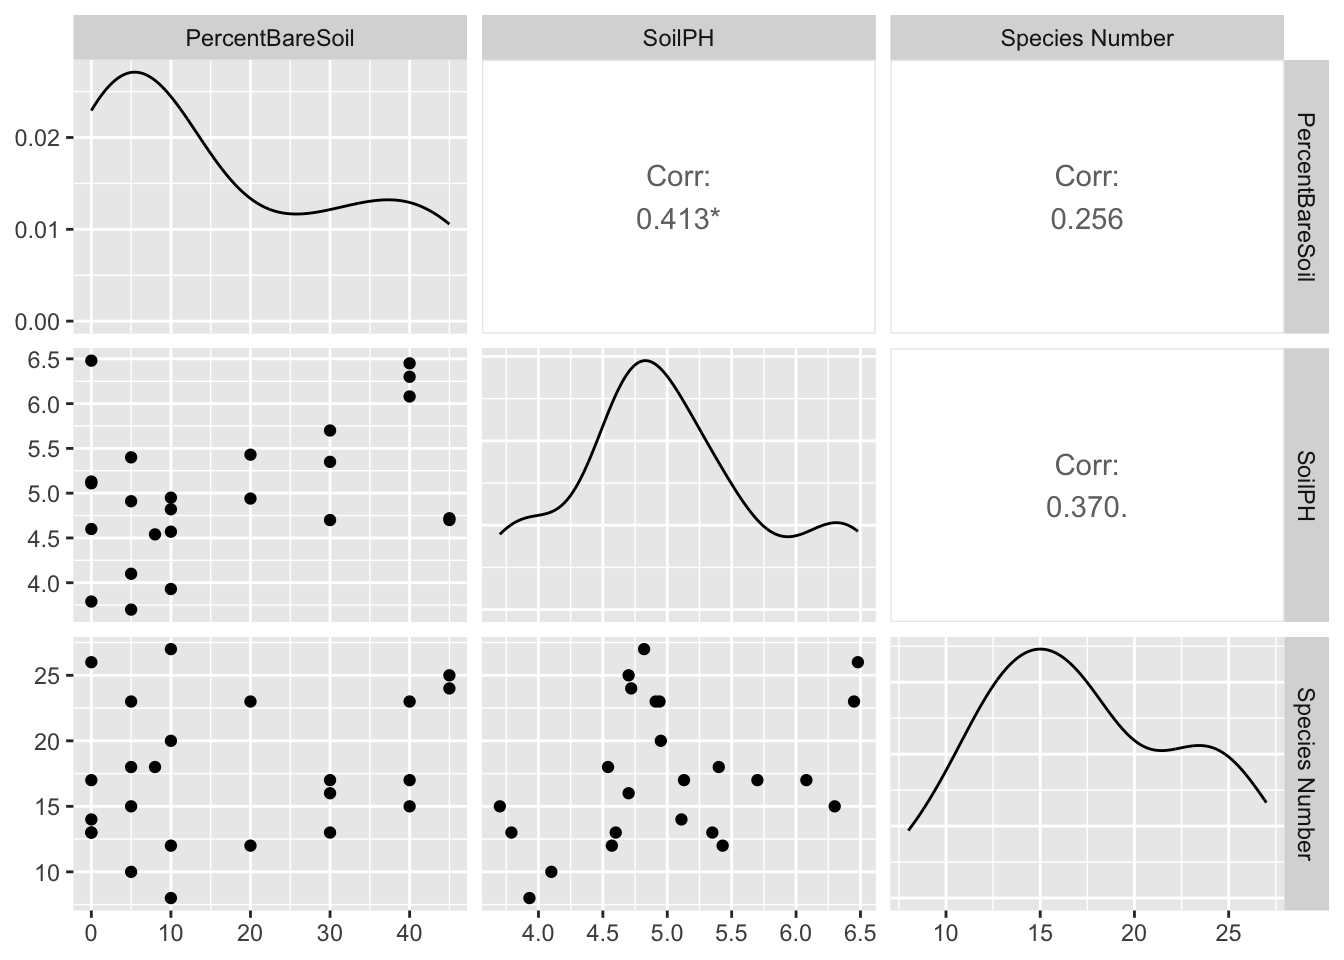 PercentBareSoil SoilPH Species Number
0.02
0.01
0.00
Corr:
0.413*
Corr:
0.256
PercentBareSoil
6.5
6.0
5.5
5.0
4.5
4.0
Corr:
0.370.
SoilPH
25
20
15
10
Species Number
0 10 20 30 40
4.0 4.5 5.0 5.5 6.0 6.5
10 15 20 25